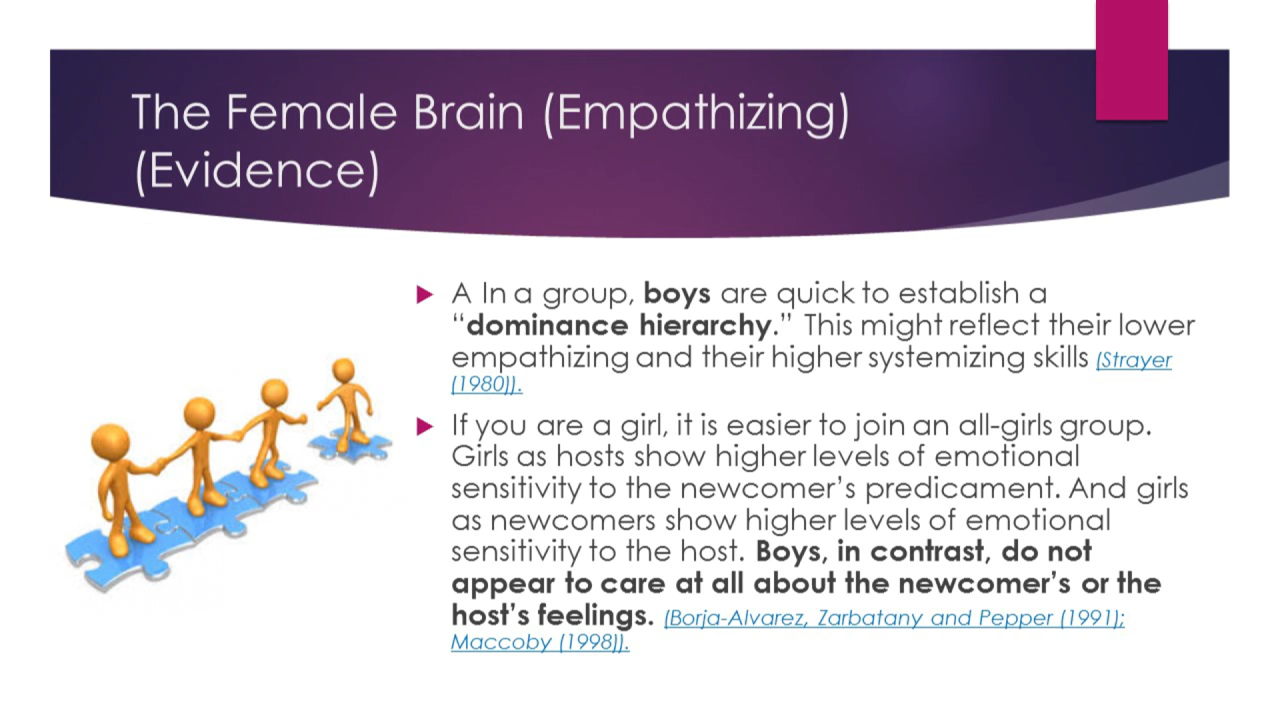 The Female Brain (Empathizing)
(Evidence)
A In a group, boys are quick to establish a
“dominance hierarchy.” This might reflect their lower
empathizing and their higher systemizing skills (Strayer
(1980)).
If you are a girl, it is easier to join an all-girls group.
Girls as hosts show higher levels of emotional
sensitivity to the newcomer’s predicament. And girls
as newcomers show higher levels of emotional
sensitivity to the host. Boys, in contrast, do not
appear to care at all about the newcomer’s or the
host’s feelings. (Borja-Alvarez, Zarbatany and Pepper (1991);
Maccoby (1998)).